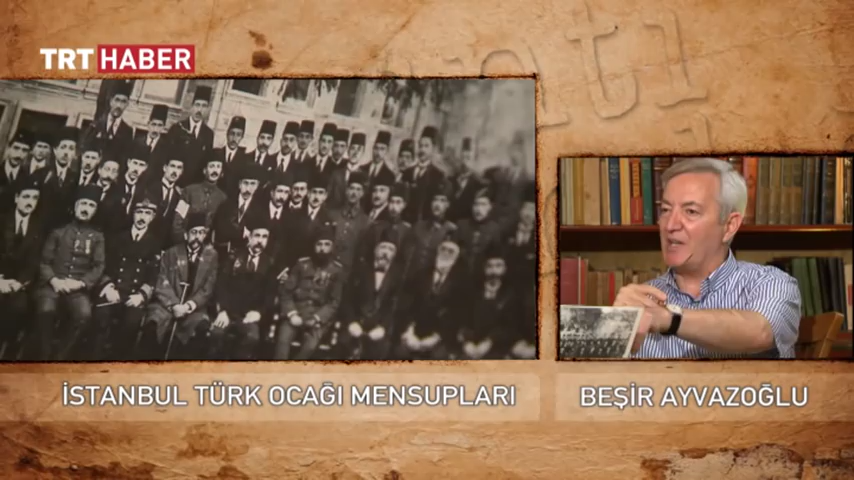 TRT HABER
İSTANBUL TÜRK OCAĞI MENSUPLARI
BEŞİR AYVAZOĞLU